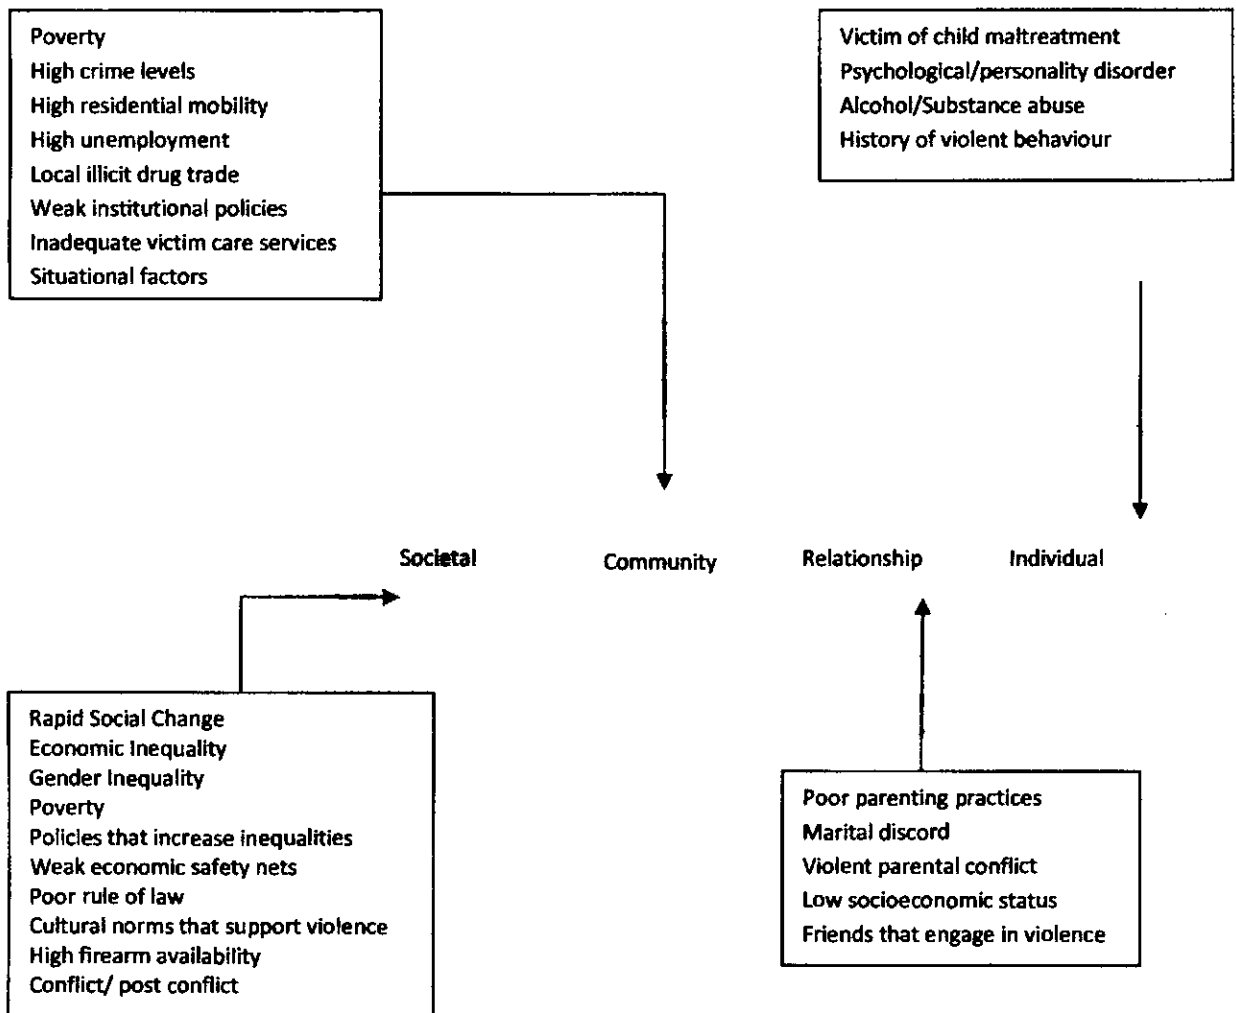 Poverty
High crime levels
High residential mobility
High unemployment
Local illicit drug trade
Weak institutional policies
Inadequate victim care services
Situational factors
Victim of child maltreatment
Psychological/personality disorder
Alcohol/Substance abuse
History of violent behaviour
Societal
Community
Relationship
Individual
Rapid Social Change
Economic Inequality
Gender Inequality
Poverty
Policies that increase inequalities
Weak economic safety nets
Poor rule of law
Cultural norms that support violence
High firearm availability
Conflict/ post conflict
Poor parenting practices
Marital discord
Violent parental conflict
Low socioeconomic status
Friends that engage in violence